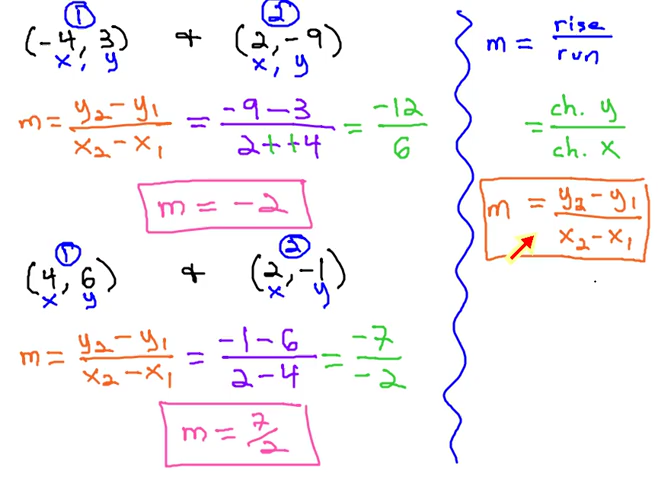 ① ②
(-4, 3) + (2, -9)
x, y x, y
m = y₂-y₁/x₂-x₁ = -9-3/2++4 = -12/6
m = -2
① ②
(4, 6) + (2, -1)
x y x y
m = y₂-y₁/x₂-x₁ = -1-6/2-4 = -7/-2
m = 7/2
m = rise/run
= ch. y/ch. x
m = y₂-y₁/x₂-x₁